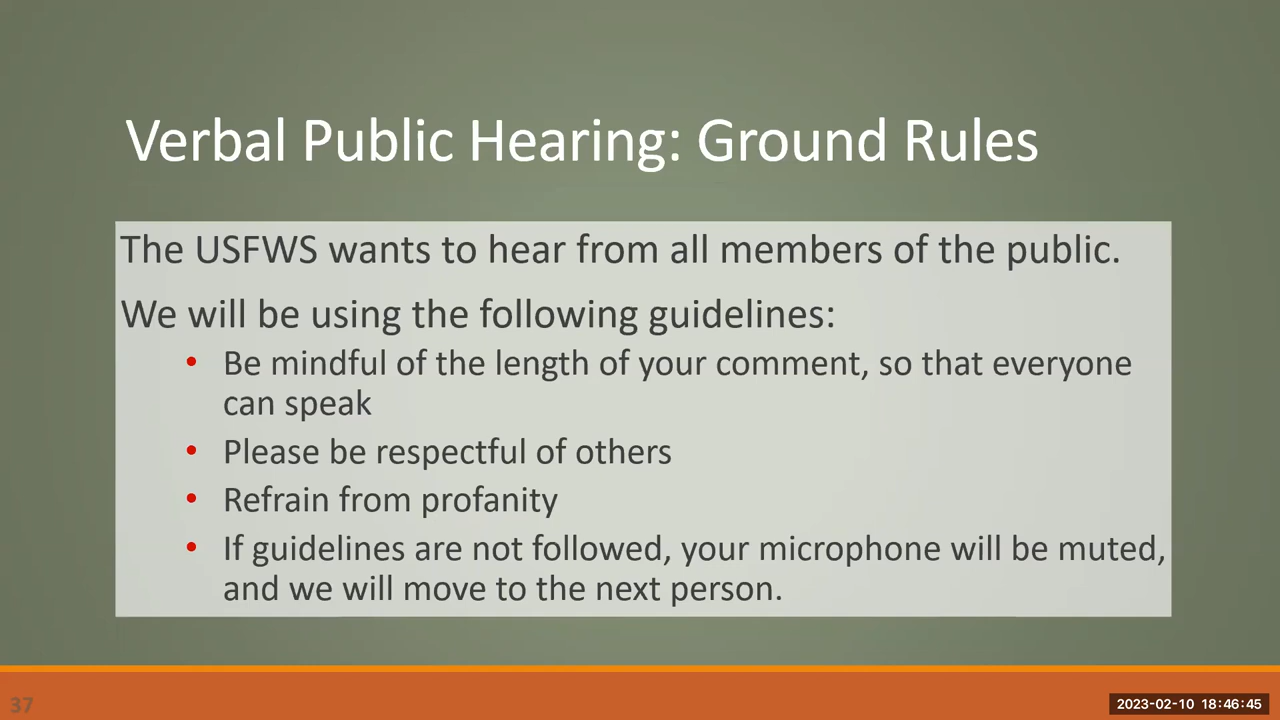 Verbal Public Hearing: Ground Rules
The USFWS wants to hear from all members of the public.
We will be using the following guidelines:
• Be mindful of the length of your comment, so that everyone
can speak
• Please be respectful of others
• Refrain from profanity
• If guidelines are not followed, your microphone will be muted,
and we will move to the next person.
37
2023-02-10 18:46:45